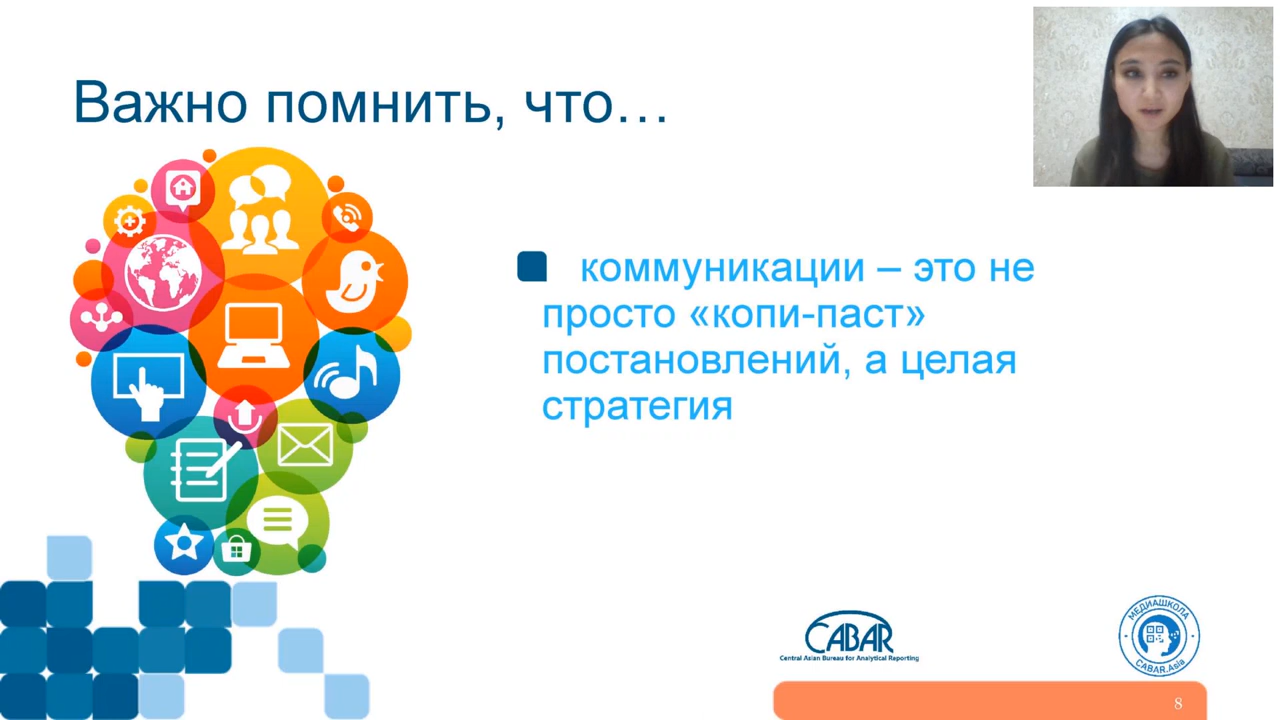 Важно помнить, что...
коммуникации – это не
просто «копи-паст»
постановлений, а целая
стратегия
CABAR
Central Asian Bureau for Analytical Reporting
МЕДИАШКОЛА
CABAR.Asia
8